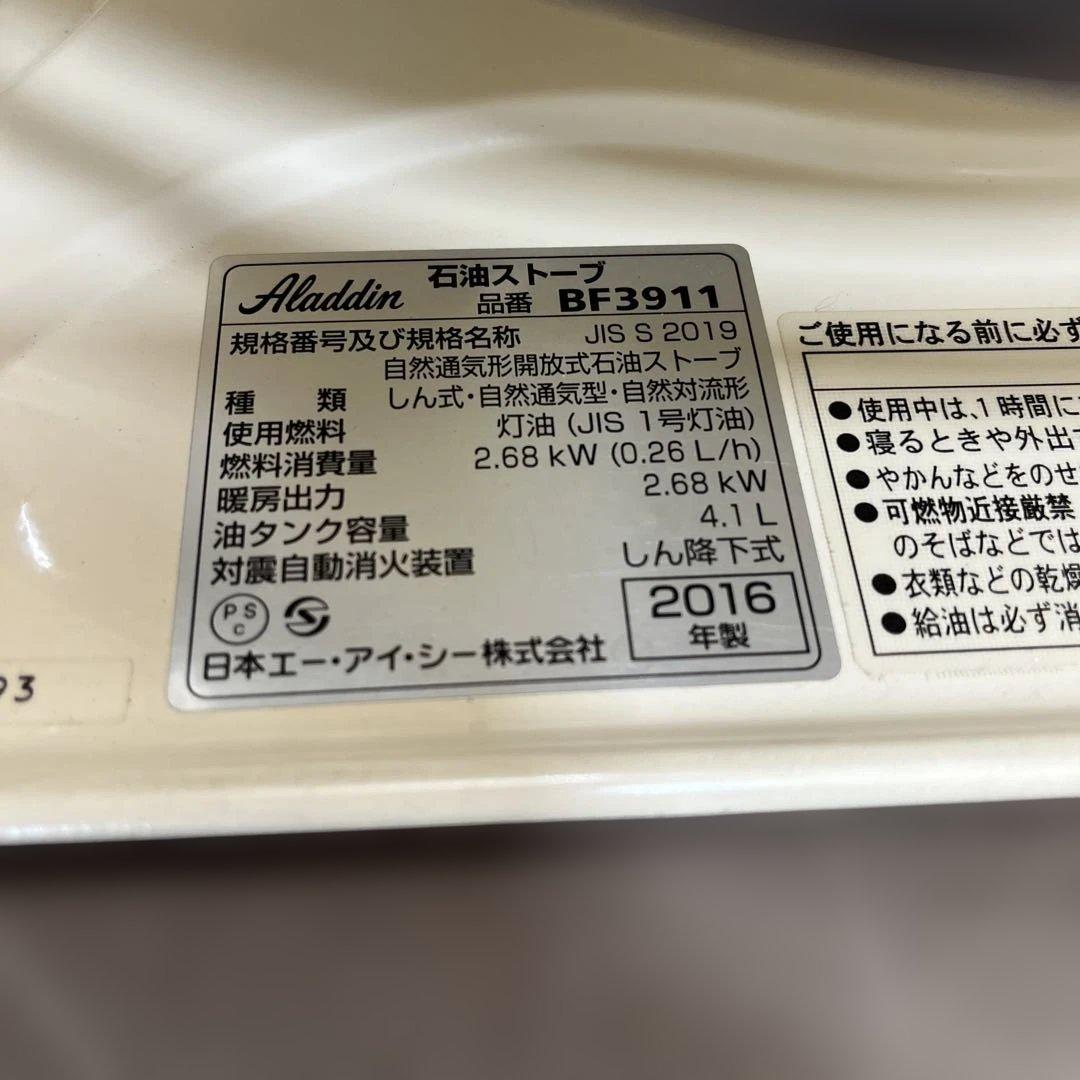 Aladdin 石油ストーブ
品番 BF3911
規格番号及び規格名称 JIS S 2019
自然通気形開放式石油ストーブ
種 類 しん式・自然通気型・自然対流形
使用燃料 灯油 (JIS 1号灯油)
燃料消費量 2.68 kW (0.26 L/h)
暖房出力 2.68 kW
油タンク容量 4.1 L
対震自動消火装置 しん降下式
PS
C
2016
年製
日本エー・アイ・シー株式会社
93
ご使用になる前に必ず
●使用中は、1時間に
●寝るときや外出
●やかんなどをのせ
●可燃物近接厳禁
のそばなどでは
●衣類などの乾燥
●給油は必ず消